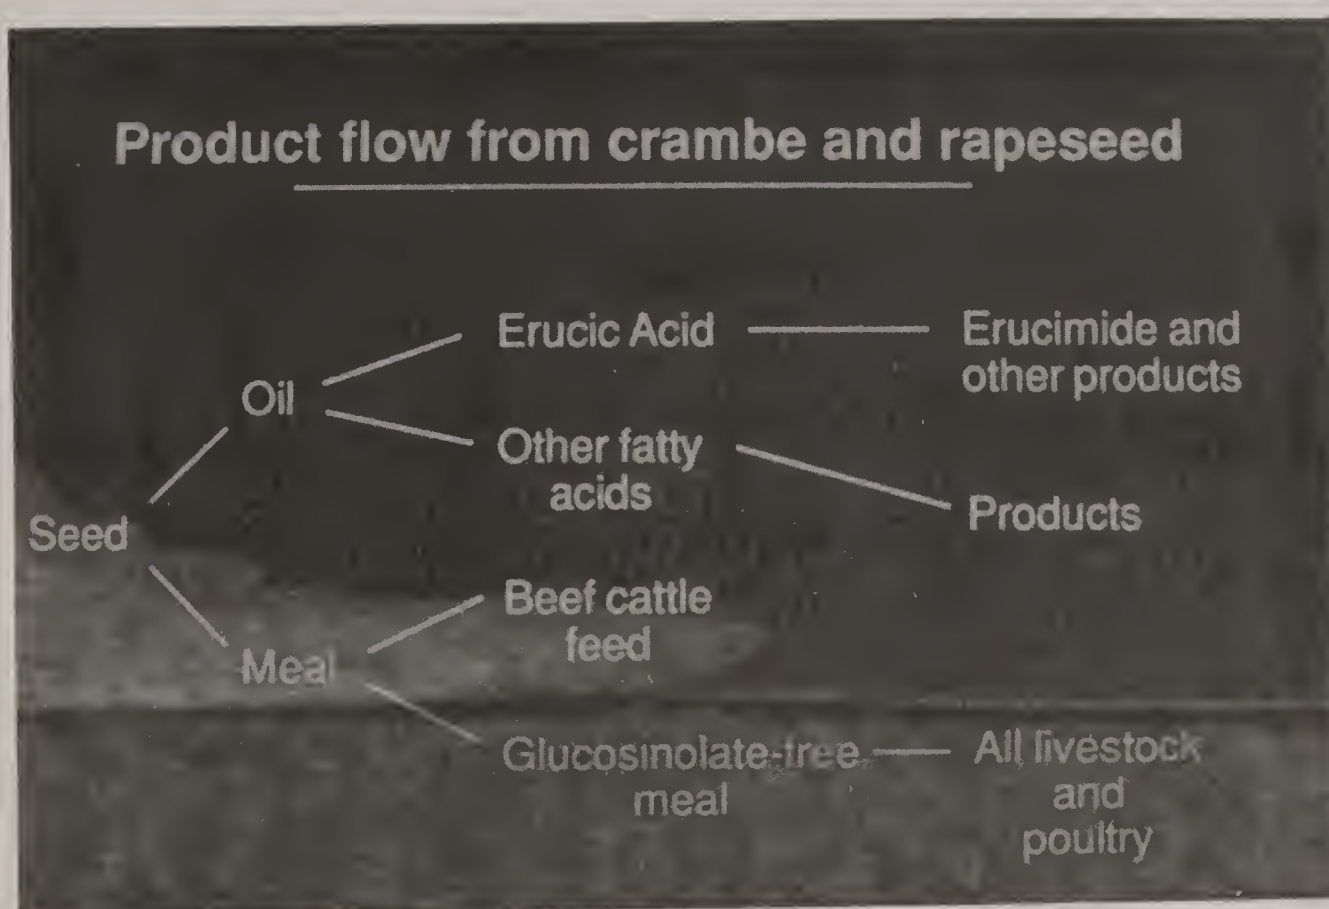 Product flow from crambe and rapeseed
Erucic Acid
Erucimide and
other products
Oil
Other fatty
acids
Products
Seed
Beef cattle
feed
Meal
Glucosinolate-free
meal
All livestock
and
poultry